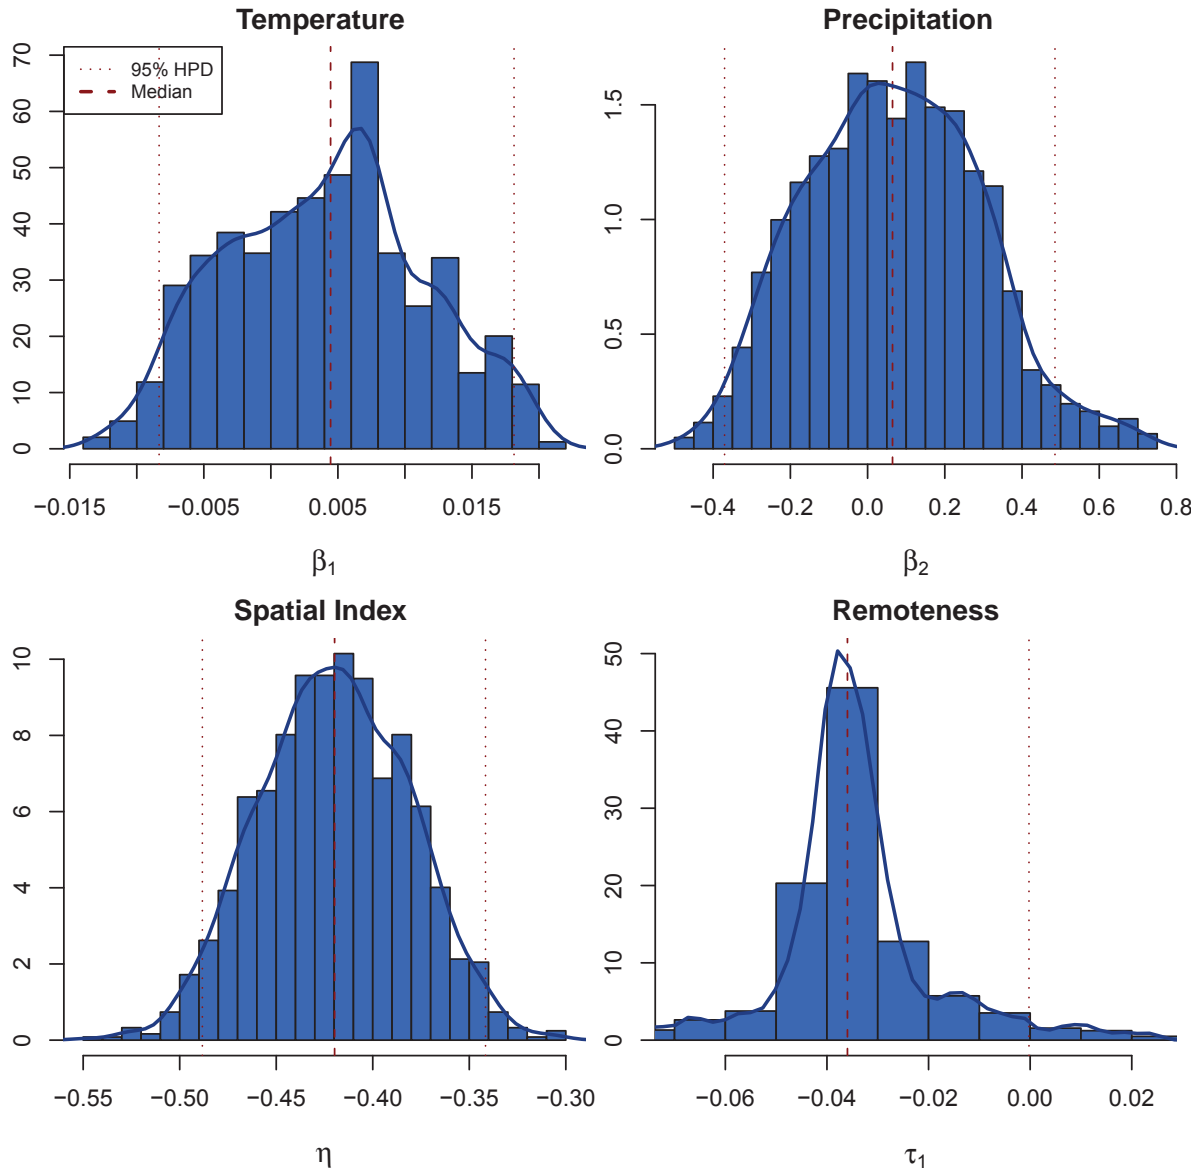 Temperature
95% HPD
Median
0 10 20 30 40 50 60 70
−0.015 −0.005 0.005 0.015
β1
Precipitation
0.0 0.5 1.0 1.5
−0.4 −0.2 0.0 0.2 0.4 0.6 0.8
β2
Spatial Index
0 2 4 6 8 10
−0.55 −0.50 −0.45 −0.40 −0.35 −0.30
η
Remoteness
0 10 20 30 40 50
−0.06 −0.04 −0.02 0.00 0.02
τ1